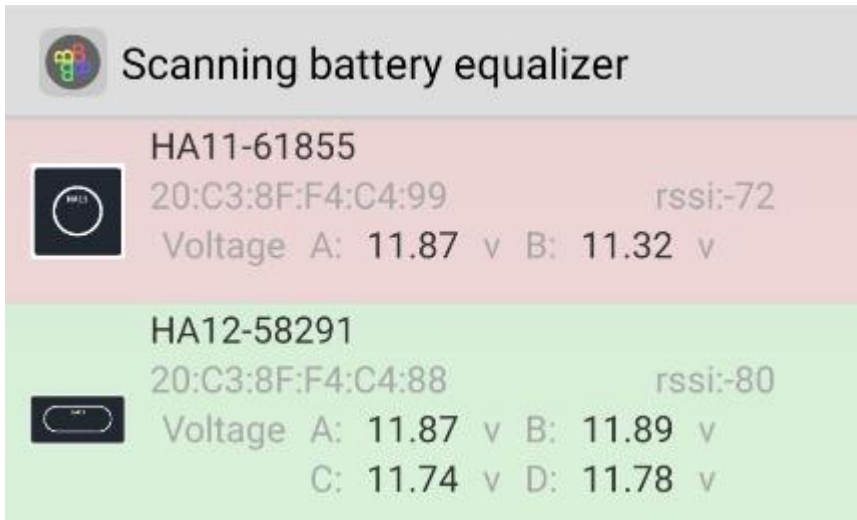 Scanning battery equalizer
HA11-61855
20:C3:8F:F4:C4:99 rssi:-72
Voltage A: 11.87 v B: 11.32 v
HA12-58291
20:C3:8F:F4:C4:88 rssi:-80
Voltage A: 11.87 v B: 11.89 v
C: 11.74 v D: 11.78 v